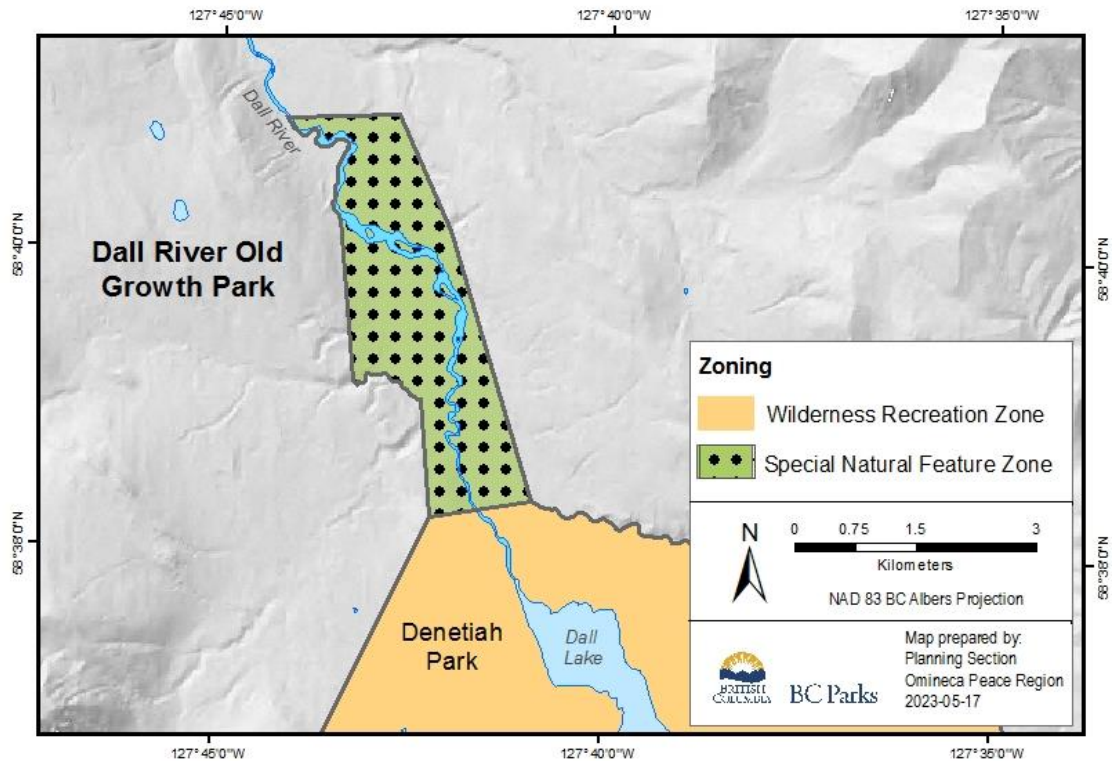 127°45'0"W
127°40'0"W
127°35'0"W
Dall River
58°40'0"N
58°40'0"N
Dall River Old
Growth Park
Zoning
Wilderness Recreation Zone
Special Natural Feature Zone
58°38'0"N
58°38'0"N
N
0 0.75 1.5 3
Kilometers
NAD 83 BC Albers Projection
Denetiah
Park
Dall
Lake
BRITISH
COLUMBIA
BC Parks
Map prepared by:
Planning Section
Omineca Peace Region
2023-05-17
127°45'0"W
127°40'0"W
127°35'0"W